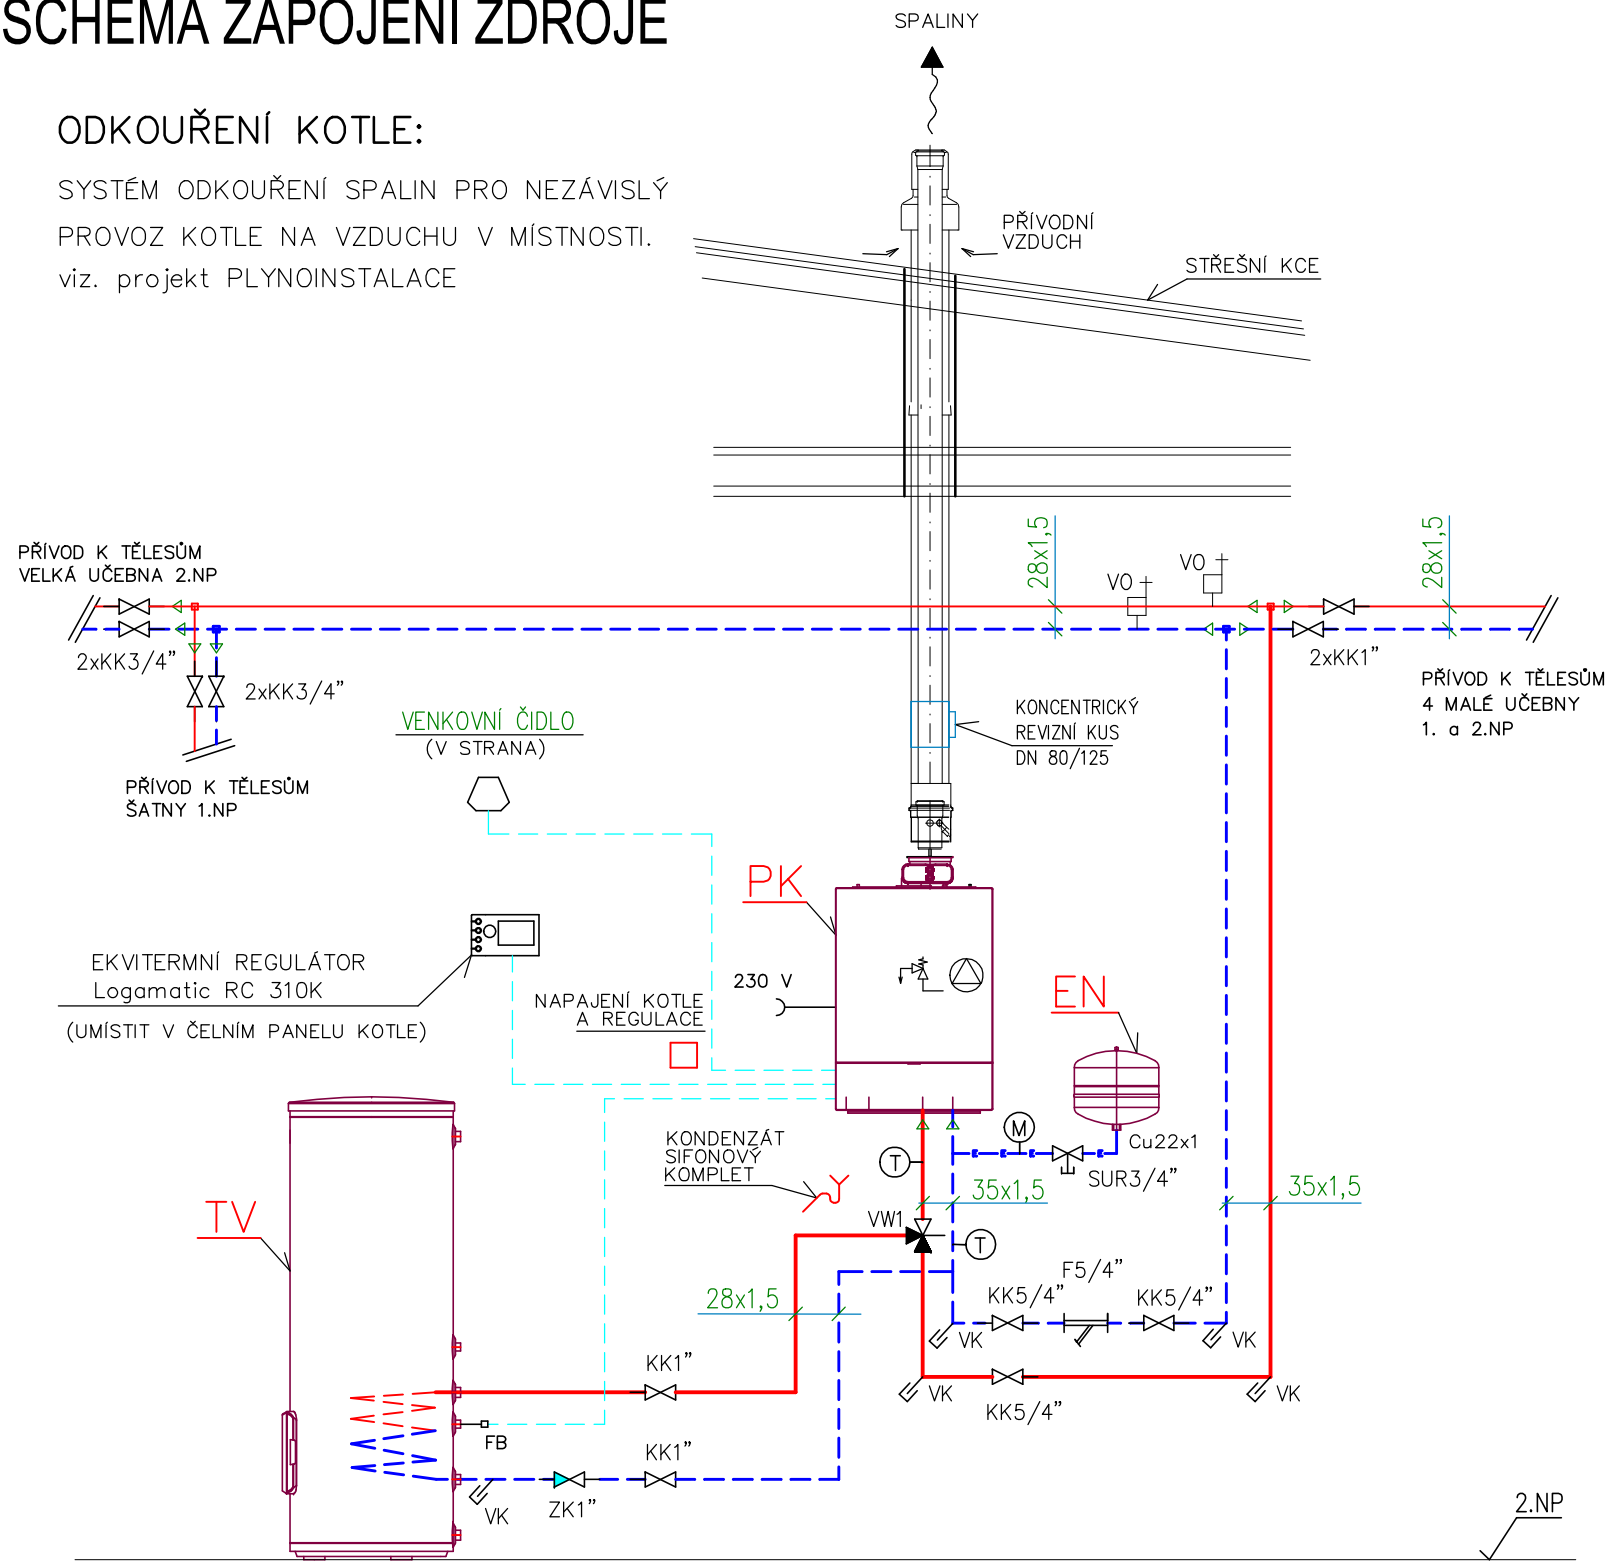 SCHÉMA ZAPOJENÍ ZDROJE
SPALINY
ODKOUŘENÍ KOTLE:
SYSTÉM ODKOUŘENÍ SPALIN PRO NEZÁVISLÝ
PROVOZ KOTLE NA VZDUCHU V MÍSTNOSTI.
viz. projekt PLYNOINSTALACE
PŘÍVODNÍ
VZDUCH
STŘEŠNÍ KCE
28x1,5
28x1,5
PŘÍVOD K TĚLESŮM
VELKÁ UČEBNA 2.NP
VO
VO
2xKK3/4"
2xKK3/4"
2xKK1"
PŘÍVOD K TĚLESŮM
4 MALÉ UČEBNY
1. a 2.NP
VENKOVNÍ ČIDLO
(V STRANA)
KONCENTRICKÝ
REVIZNÍ KUS
DN 80/125
PŘÍVOD K TĚLESŮM
ŠATNY 1.NP
PK
EKVITERMNÍ REGULÁTOR
Logamatic RC 310K
(UMÍSTIT V ČELNÍM PANELU KOTLE)
230 V
NAPAJENÍ KOTLE
A REGULACE
EN
KONDENZÁT
SIFONOVÝ
KOMPLET
M
T
Cu22x1
SUR3/4"
35x1,5
35x1,5
TV
VW1
T
28x1,5
KK5/4"
F5/4"
KK5/4"
VK
VK
KK1"
VK
KK5/4"
VK
FB
KK1"
VK
ZK1"
2.NP